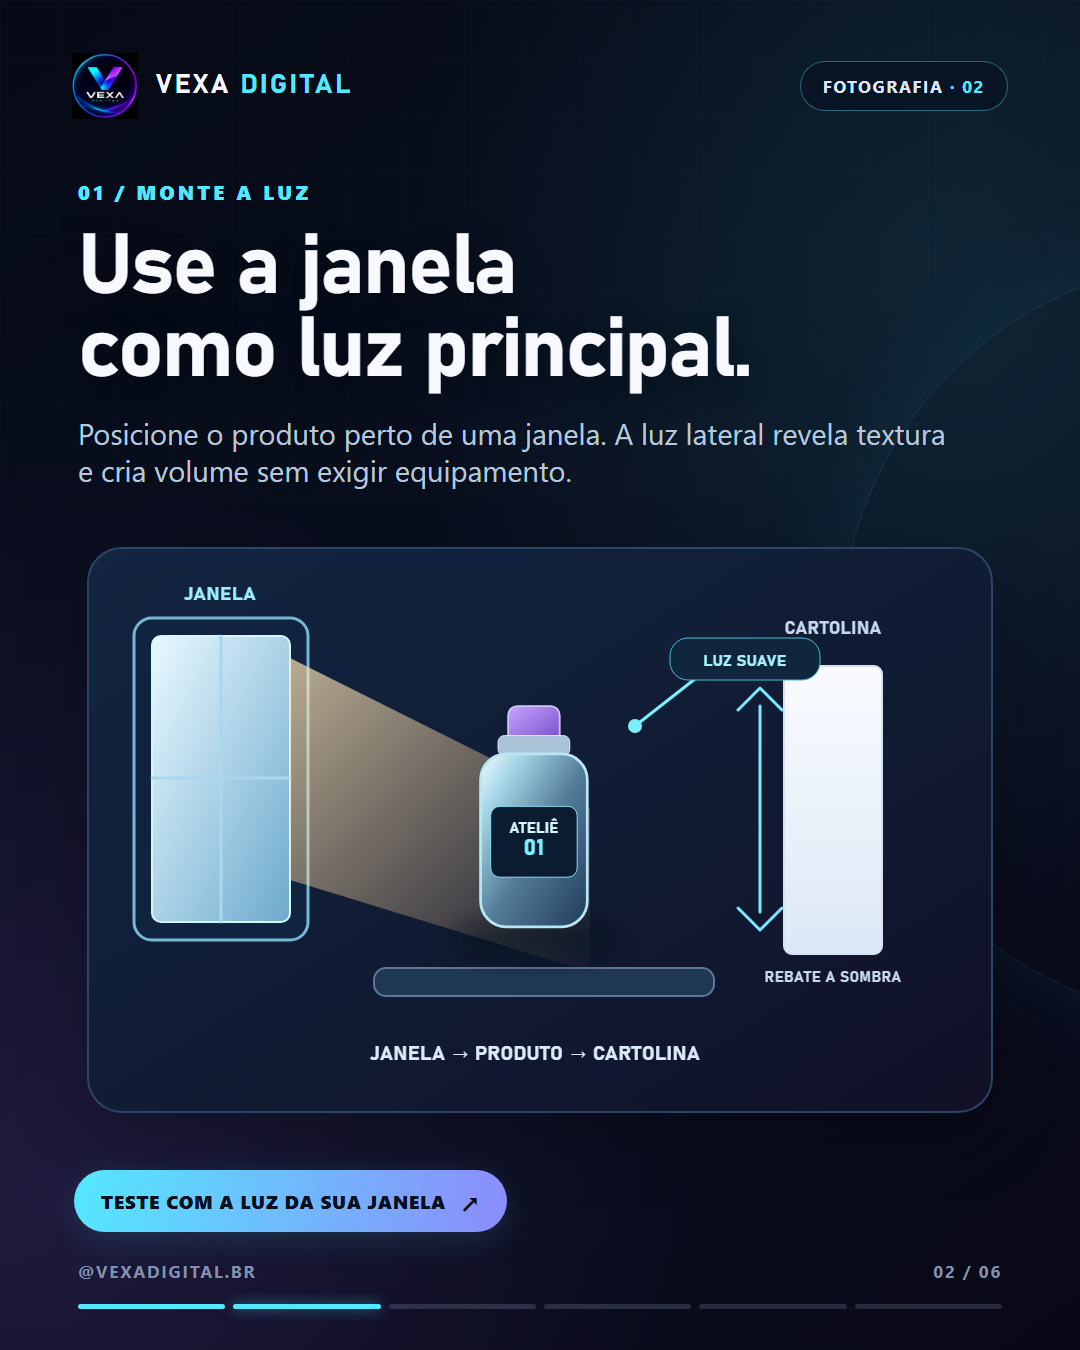 VEXA
DIGITAL
VEXA DIGITAL
FOTOGRAFIA · 02
01 / MONTE A LUZ
Use a janela
como luz principal.
Posicione o produto perto de uma janela. A luz lateral revela textura
e cria volume sem exigir equipamento.
JANELA
CARTOLINA
LUZ SUAVE
ATELIÊ
01
REBATE A SOMBRA
JANELA → PRODUTO → CARTOLINA
TESTE COM A LUZ DA SUA JANELA ↗
@VEXADIGITAL.BR
02 / 06